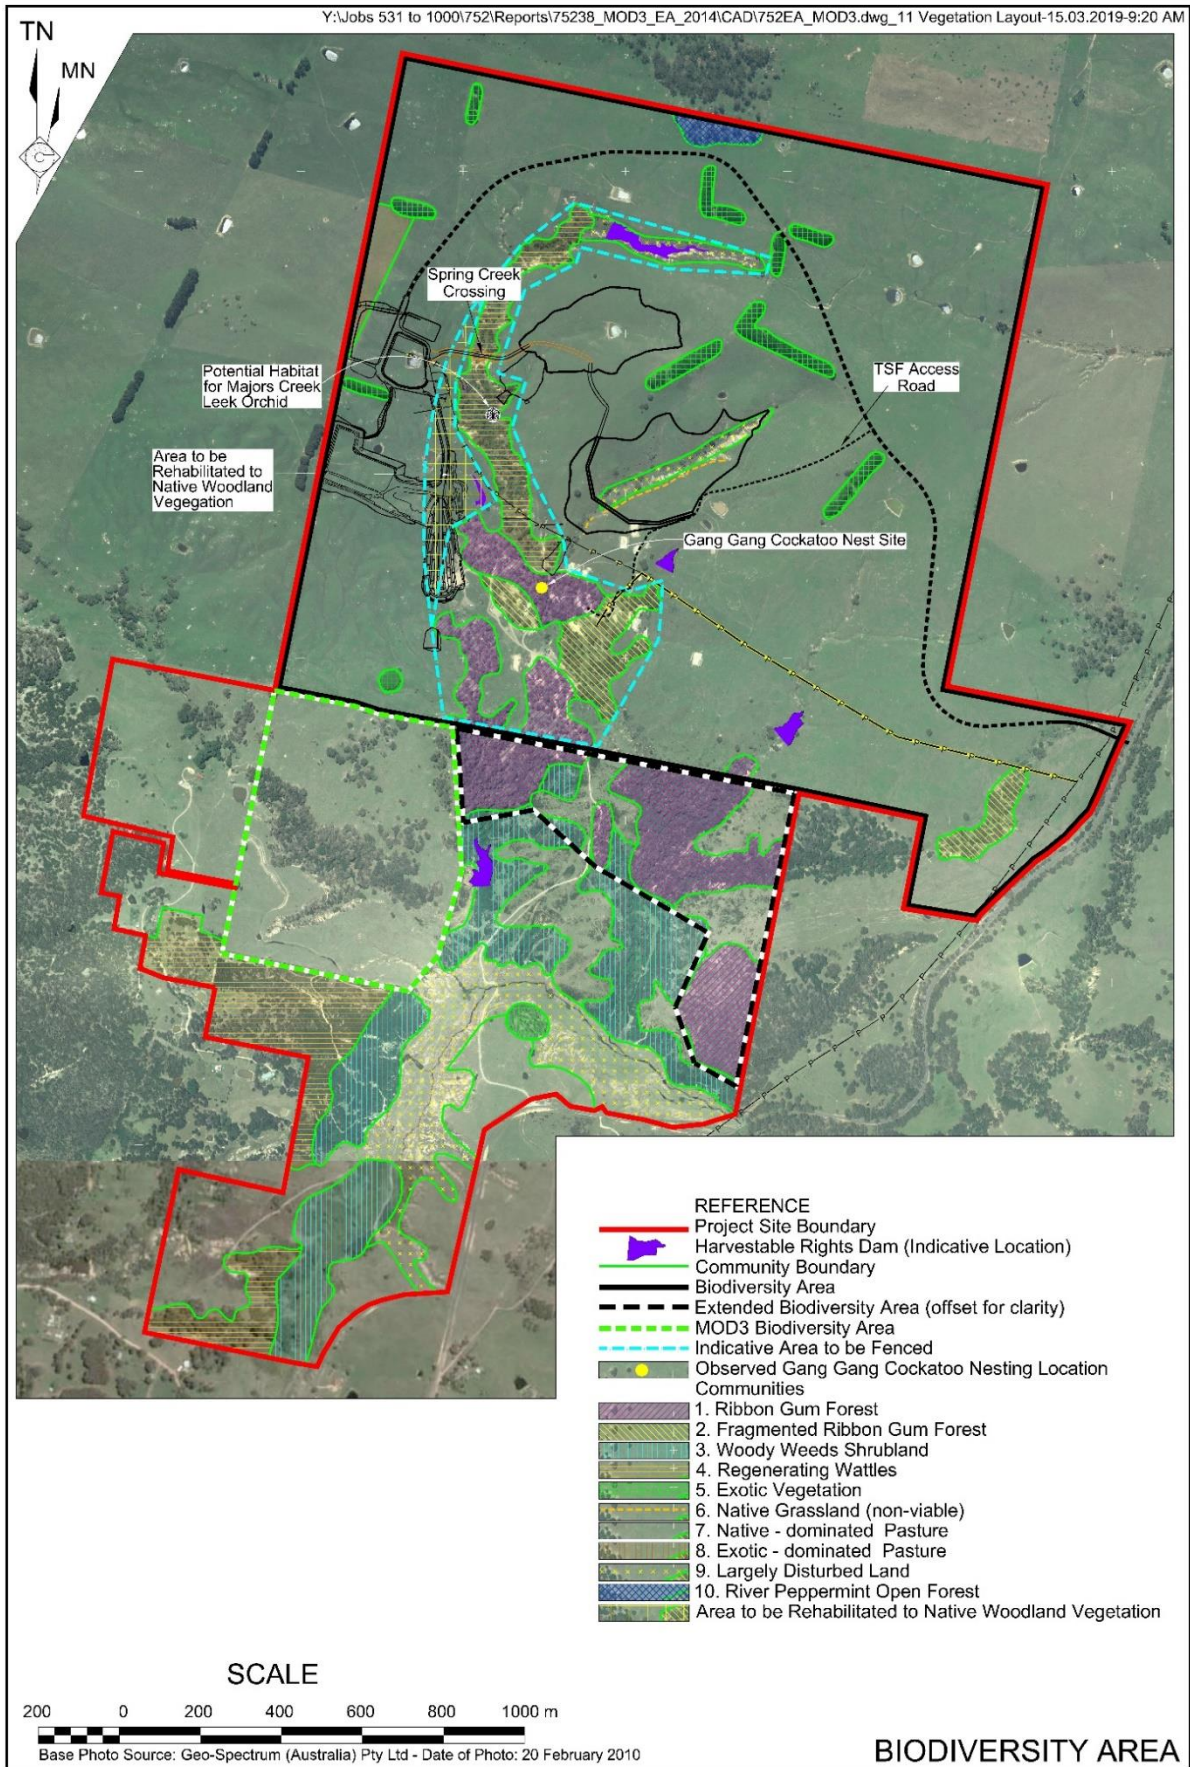 Y:\Jobs 531 to 1000\752\Reports\75238_MOD3_EA_2014\CAD\752EA_MOD3.dwg_11 Vegetation Layout-15.03.2019-9:20 AM
TN
MN
Spring Creek
Crossing
Potential Habitat
for Majors Creek
Leek Orchid
TSF Access
Road
Area to be
Rehabilitated to
Native Woodland
Vegegation
Gang Gang Cockatoo Nest Site
REFERENCE
Project Site Boundary
Harvestable Rights Dam (Indicative Location)
Community Boundary
Biodiversity Area
Extended Biodiversity Area (offset for clarity)
MOD3 Biodiversity Area
Indicative Area to be Fenced
Observed Gang Gang Cockatoo Nesting Location
Communities
1. Ribbon Gum Forest
2. Fragmented Ribbon Gum Forest
3. Woody Weeds Shrubland
4. Regenerating Wattles
5. Exotic Vegetation
6. Native Grassland (non-viable)
7. Native - dominated Pasture
8. Exotic - dominated Pasture
9. Largely Disturbed Land
10. River Peppermint Open Forest
Area to be Rehabilitated to Native Woodland Vegetation
SCALE
200 0 200 400 600 800 1000 m
Base Photo Source: Geo-Spectrum (Australia) Pty Ltd - Date of Photo: 20 February 2010
BIODIVERSITY AREA